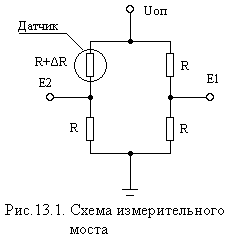 Uоп
Датчик
R+ΔR
R
E2
E1
R
R
Рис.13.1. Схема измерительного
моста